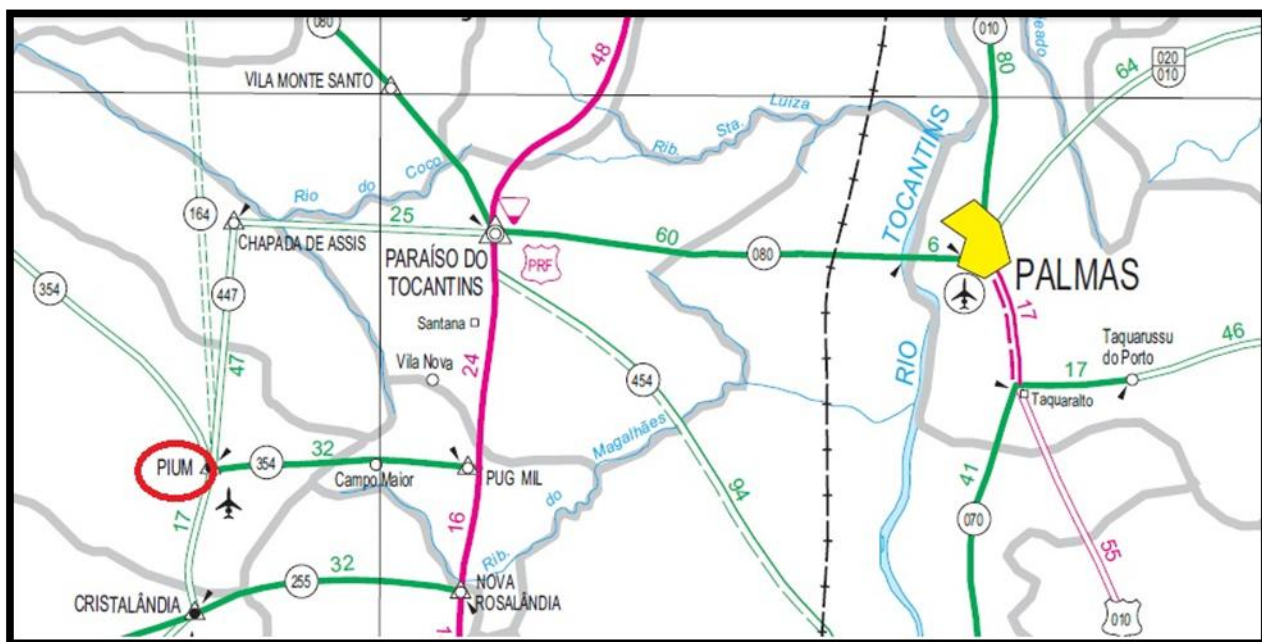 080
010
48
80
020
010
64
VILA MONTE SANTO
Rib. Sta. Luiza
Rio do Coco
164
25
CHAPADA DE ASSIS
PARAÍSO DO
TOCANTINS
PRF
60
080
6
RIO TOCANTINS
PALMAS
354
447
47
Santana
Vila Nova
24
454
17
Taquarussu
do Porto
46
17
Taquaralto
PIUM
354
32
Campo Maior
PUG MIL
Rib. do Magalhães
94
41
17
16
070
55
CRISTALÂNDIA
255
32
NOVA
ROSALÂNDIA
010
1